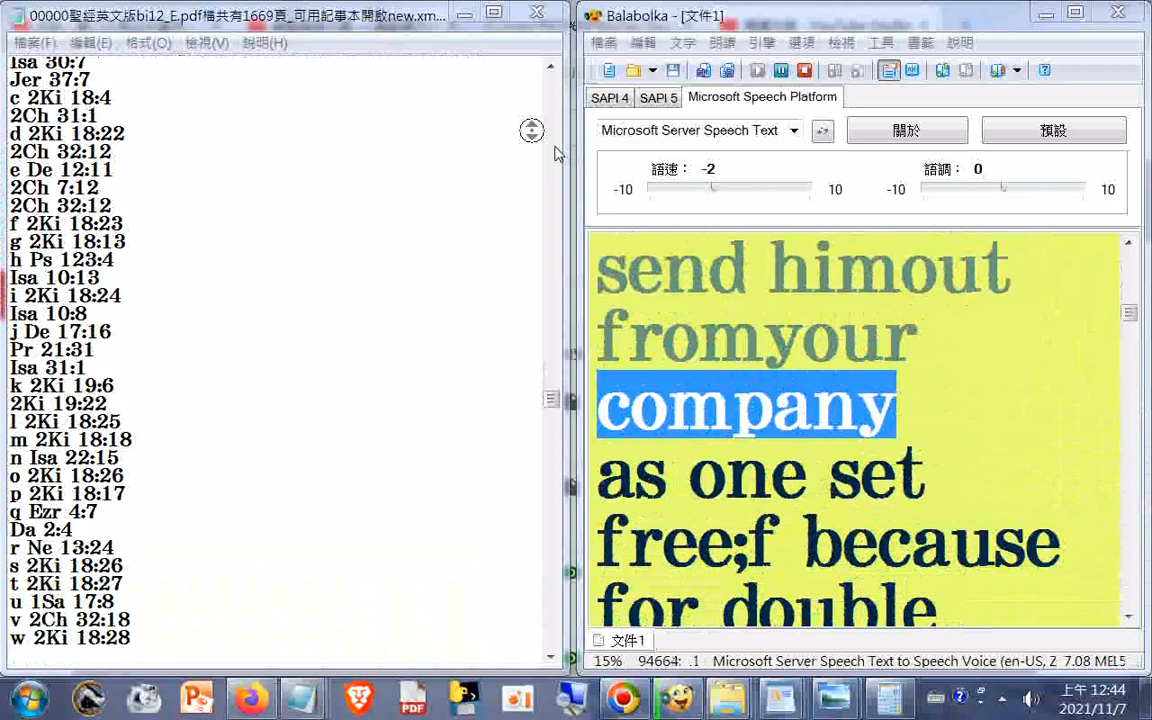 00000聖經英文版bi12_E.pdf檔共有1669頁_可用記事本開啟new.xm...
檔案(F) 編輯(E) 格式(O) 檢視(V) 說明(H)
Isa 30:7
Jer 37:7
c 2Ki 18:4
2Ch 31:1
d 2Ki 18:22
2Ch 32:12
e De 12:11
2Ch 7:12
2Ch 32:12
f 2Ki 18:23
g 2Ki 18:13
h Ps 123:4
Isa 10:13
i 2Ki 18:24
Isa 10:8
j De 17:16
Pr 21:31
Isa 31:1
k 2Ki 19:6
2Ki 19:22
l 2Ki 18:25
m 2Ki 18:18
n Isa 22:15
o 2Ki 18:26
p 2Ki 18:17
q Ezr 4:7
Da 2:4
r Ne 13:24
s 2Ki 18:26
t 2Ki 18:27
u 1Sa 17:8
v 2Ch 32:18
w 2Ki 18:28
Balabolka - [文件1]
檔案 編輯 文字 朗讀 引擎 選項 檢視 工具 書籤 說明
SAPI 4 SAPI 5 Microsoft Speech Platform
Microsoft Server Speech Text 關於 預設
語速： -2 語調： 0
-10 10 -10 10
send himout
fromyour
company
as one set
free;f because
for double
文件1
15% 94664: .1 Microsoft Server Speech Text to Speech Voice (en-US, 2 7.08 ME15
上午 12:44
2021/11/7